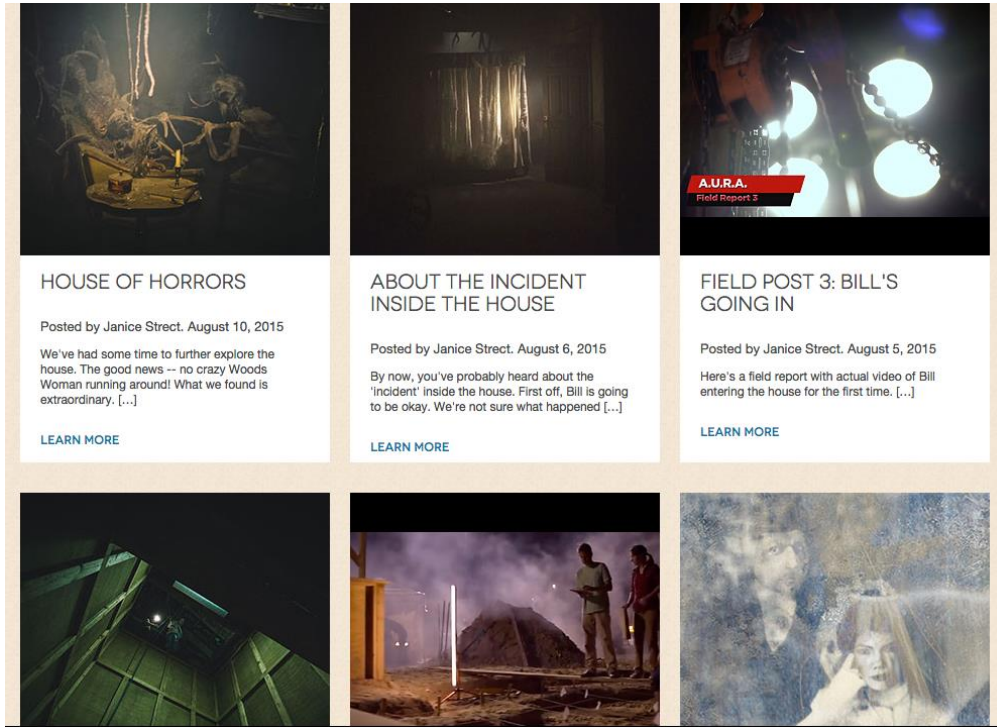 A.U.R.A.
Field Report 3
HOUSE OF HORRORS
Posted by Janice Strect. August 10, 2015
We've had some time to further explore the
house. The good news -- no crazy Woods
Woman running around! What we found is
extraordinary. [...]
LEARN MORE
ABOUT THE INCIDENT
INSIDE THE HOUSE
Posted by Janice Strect. August 6, 2015
By now, you've probably heard about the
'incident' inside the house. First off, Bill is going
to be okay. We're not sure what happened [...]
LEARN MORE
FIELD POST 3: BILL'S
GOING IN
Posted by Janice Strect. August 5, 2015
Here's a field report with actual video of Bill
entering the house for the first time. [...]
LEARN MORE